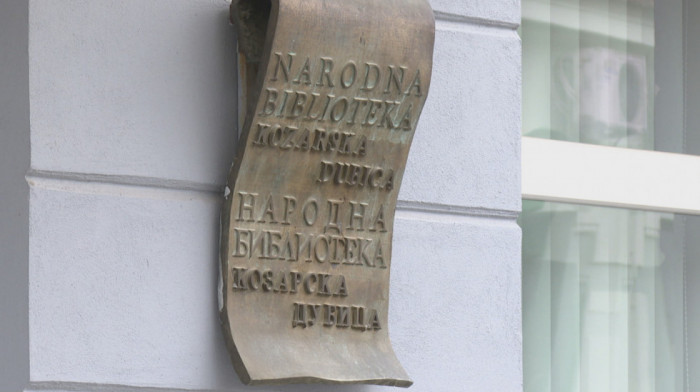 NARODNA
BIBLIOTEKA
KOZARSKA
DUBICA
НАРОДНА
БИБЛИОТЕКА
КОЗАРСКА
ДУБИЦА